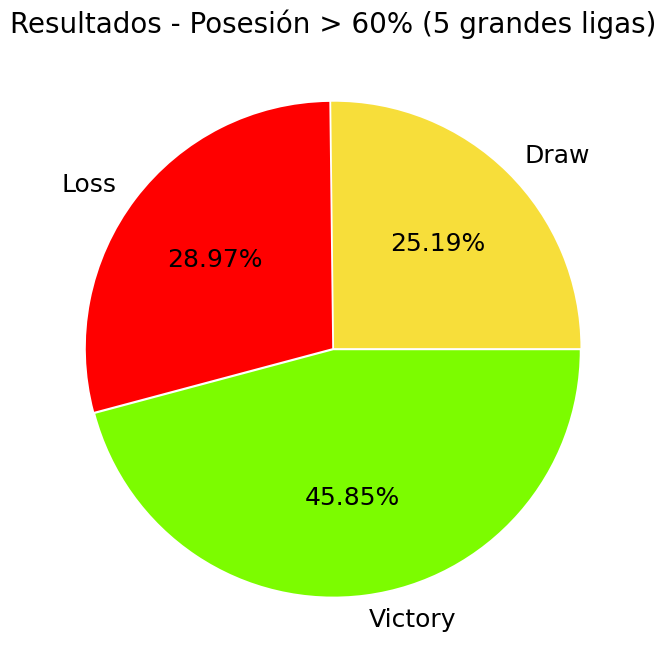 Resultados - Posesión > 60% (5 grandes ligas)
Draw
Loss
25.19%
28.97%
45.85%
Victory